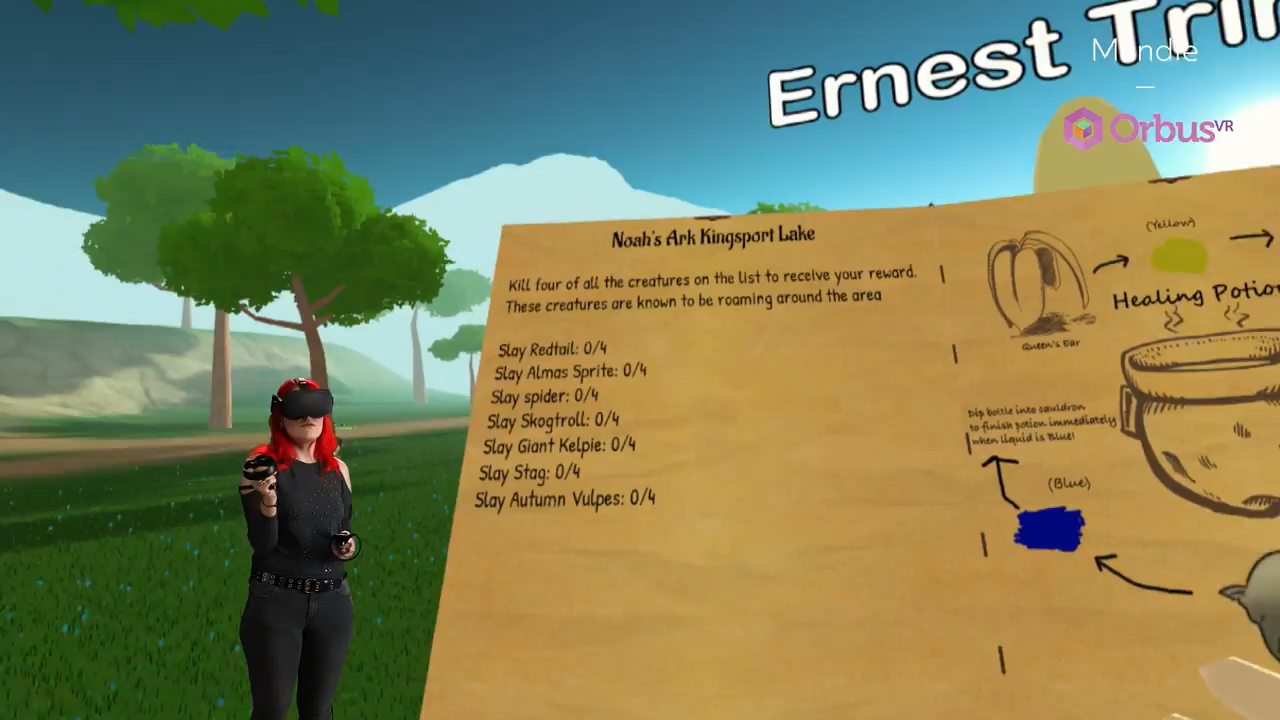 Ernest
Mandie
OrbusVR
Noah's Ark Kingsport Lake
Kill four of all the creatures on the list to receive your reward.
These creatures are known to be roaming around the area
Slay Redtail: 0/4
Slay Almas Sprite: 0/4
Slay spider: 0/4
Slay Skogtroll: 0/4
Slay Giant Kelpie: 0/4
Slay Stag: 0/4
Slay Autumn Vulpes: 0/4
(Yellow)
Healing Potion
Queen's Ear
Dip bottle into cauldron
to finish potion immediately
when liquid is Blue!
(Blue)